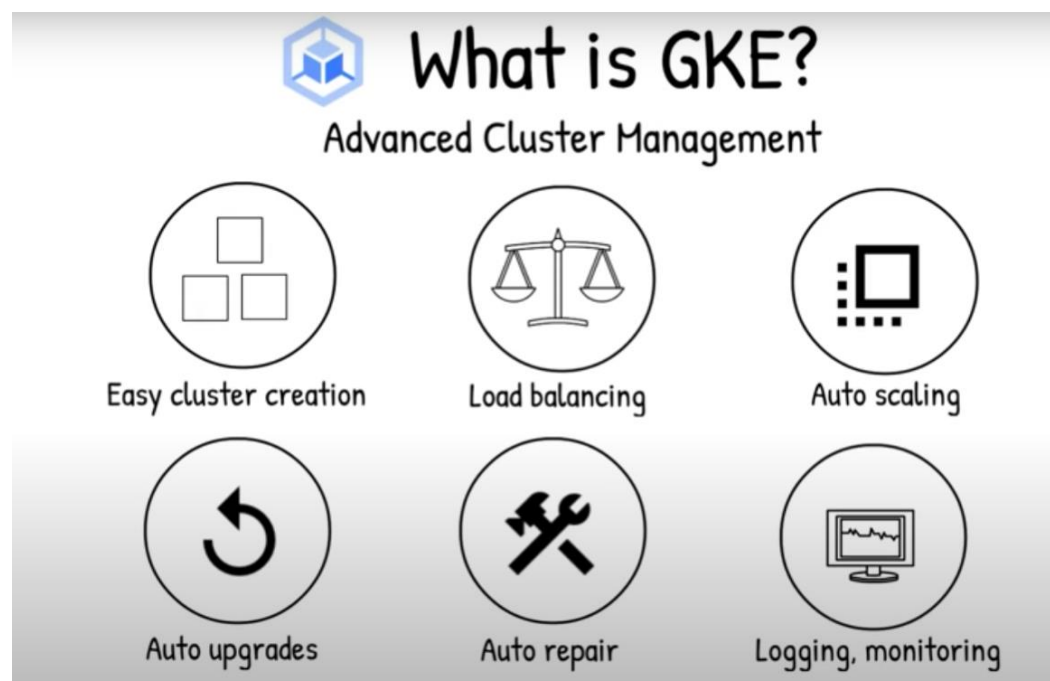 What is GKE?
Advanced Cluster Management
Easy cluster creation
Load balancing
Auto scaling
Auto upgrades
Auto repair
Logging, monitoring